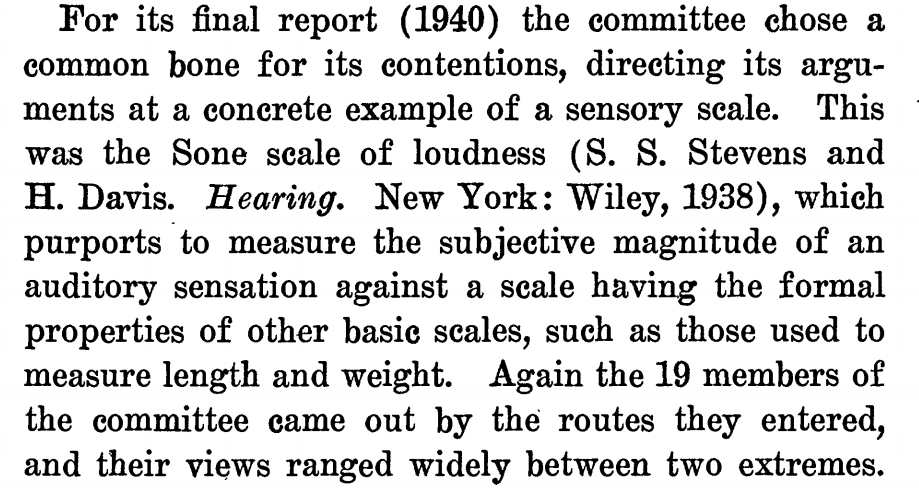 For its final report (1940) the committee chose a
common bone for its contentions, directing its argu-
ments at a concrete example of a sensory scale. This
was the Sone scale of loudness (S. S. Stevens and
H. Davis. Hearing. New York: Wiley, 1938), which
purports to measure the subjective magnitude of an
auditory sensation against a scale having the formal
properties of other basic scales, such as those used to
measure length and weight. Again the 19 members of
the committee came out by the routes they entered,
and their views ranged widely between two extremes.